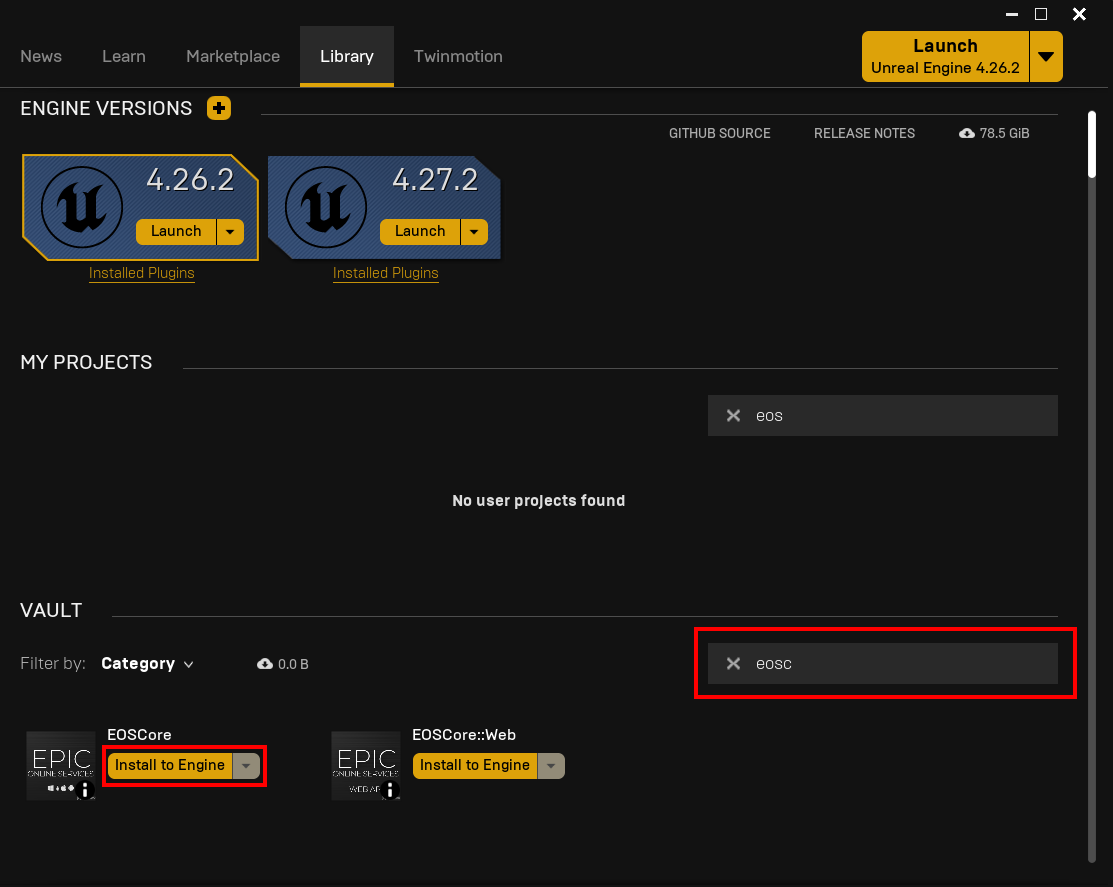 News Learn Marketplace Library Twinmotion
Launch
Unreal Engine 4.26.2
ENGINE VERSIONS
GITHUB SOURCE RELEASE NOTES 78.5 GiB
4.26.2
Launch
Installed Plugins
4.27.2
Launch
Installed Plugins
MY PROJECTS
eos
No user projects found
VAULT
Filter by: Category 0.0 B
eosc
EPIC
ONLINE SERVICES
EOSCore
Install to Engine
EPIC
ONLINE SERVICES
WEB AP
EOSCore::Web
Install to Engine